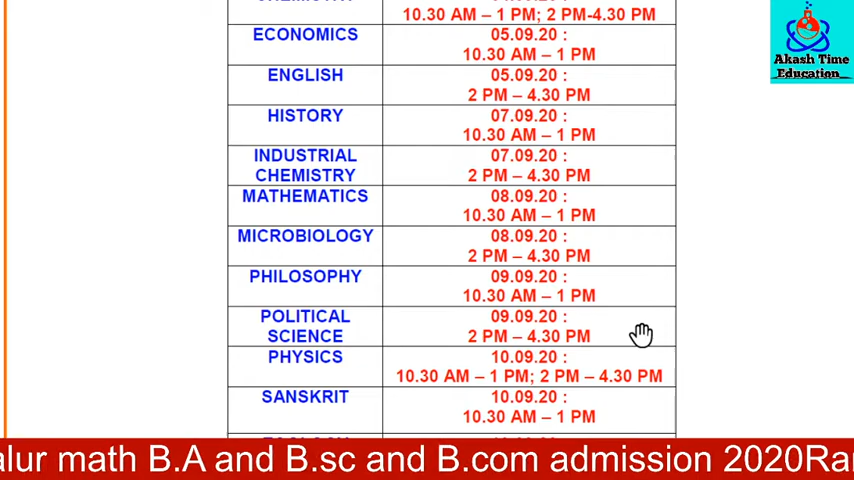 10.30 AM – 1 PM; 2 PM-4.30 PM
ECONOMICS
05.09.20 :
10.30 AM – 1 PM
ENGLISH
05.09.20 :
2 PM – 4.30 PM
HISTORY
07.09.20 :
10.30 AM – 1 PM
INDUSTRIAL
CHEMISTRY
07.09.20 :
2 PM – 4.30 PM
MATHEMATICS
08.09.20 :
10.30 AM – 1 PM
MICROBIOLOGY
08.09.20 :
2 PM – 4.30 PM
PHILOSOPHY
09.09.20 :
10.30 AM – 1 PM
POLITICAL
SCIENCE
09.09.20 :
2 PM – 4.30 PM
PHYSICS
10.09.20 :
10.30 AM – 1 PM; 2 PM – 4.30 PM
SANSKRIT
10.09.20 :
10.30 AM – 1 PM
Akash Time
Education
alur math B.A and B.sc and B.com admission 2020Ra